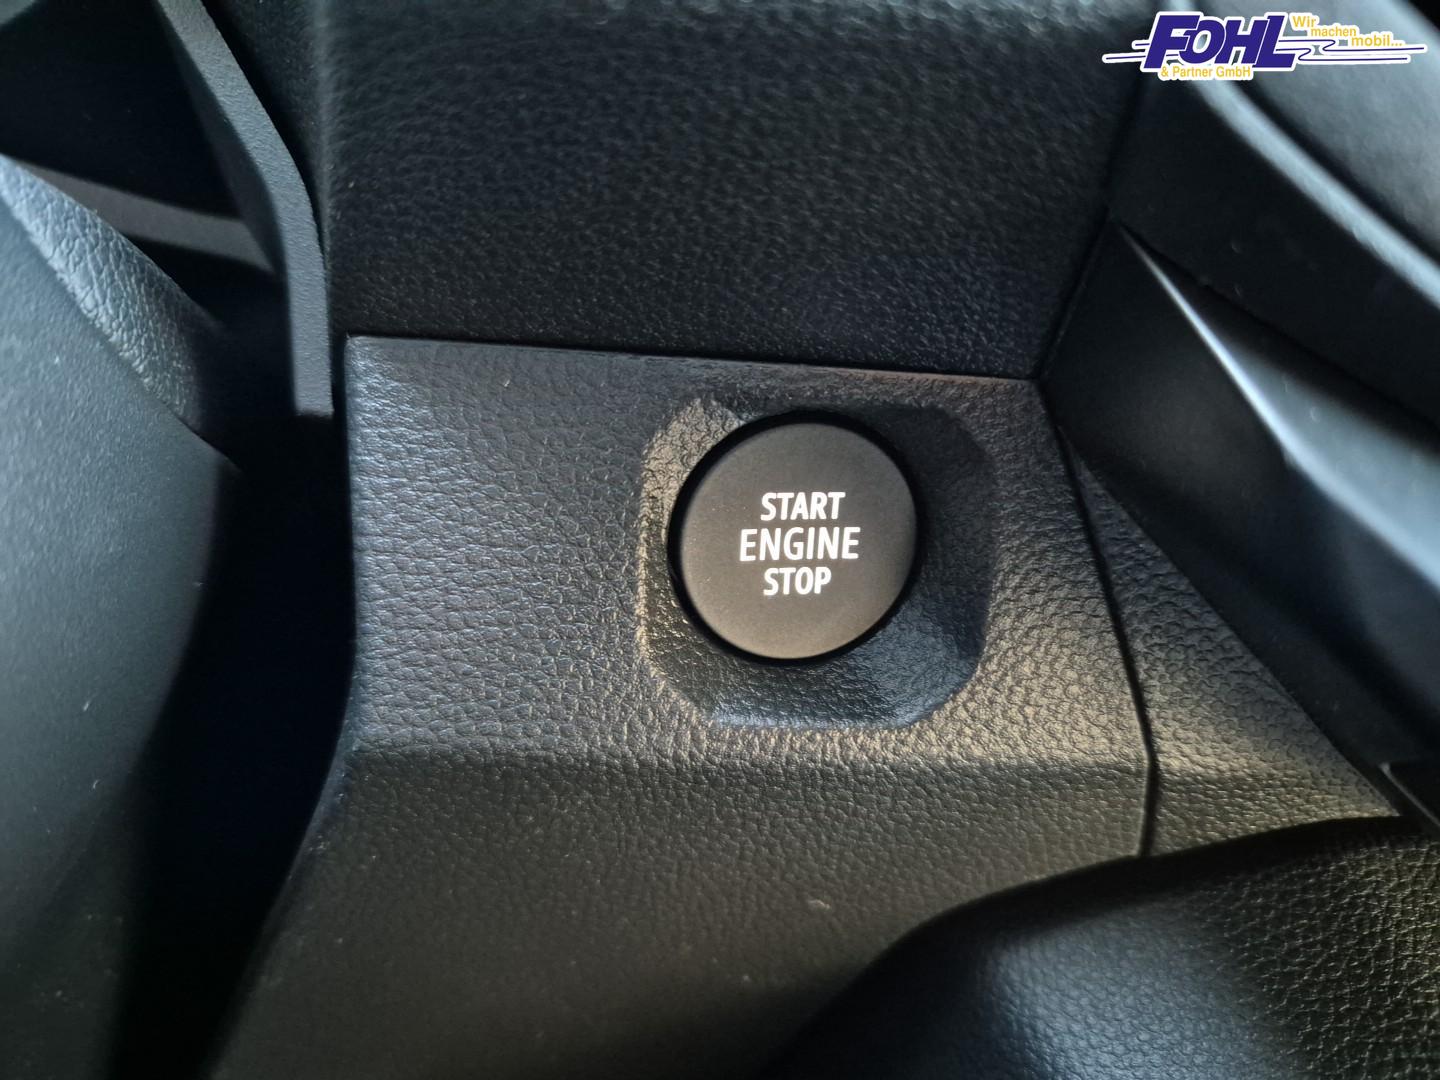 FOHL
Wir
machen
mobil...
& Partner GmbH
START
ENGINE
STOP